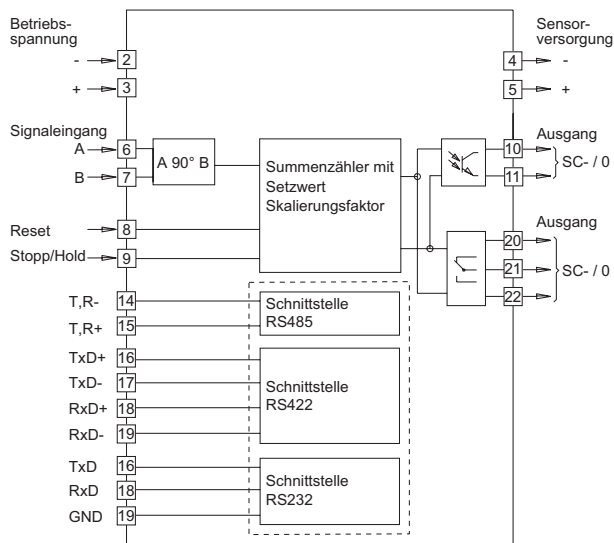 Betriebs-
spannung
- 2
+ 3
Signaleingang
A 6
B 7
A 90° B
Reset 8
Stopp/Hold 9
Summenzähler mit
Setzwert
Skalierungsfaktor
Sensor-
versorgung
4 -
5 +
Ausgang
10
11
SC- / 0
Ausgang
20
21
22
SC- / 0
T,R- 14
T,R+ 15
Schnittstelle
RS485
TxD+ 16
TxD- 17
RxD+ 18
RxD- 19
Schnittstelle
RS422
TxD 16
RxD 18
GND 19
Schnittstelle
RS232